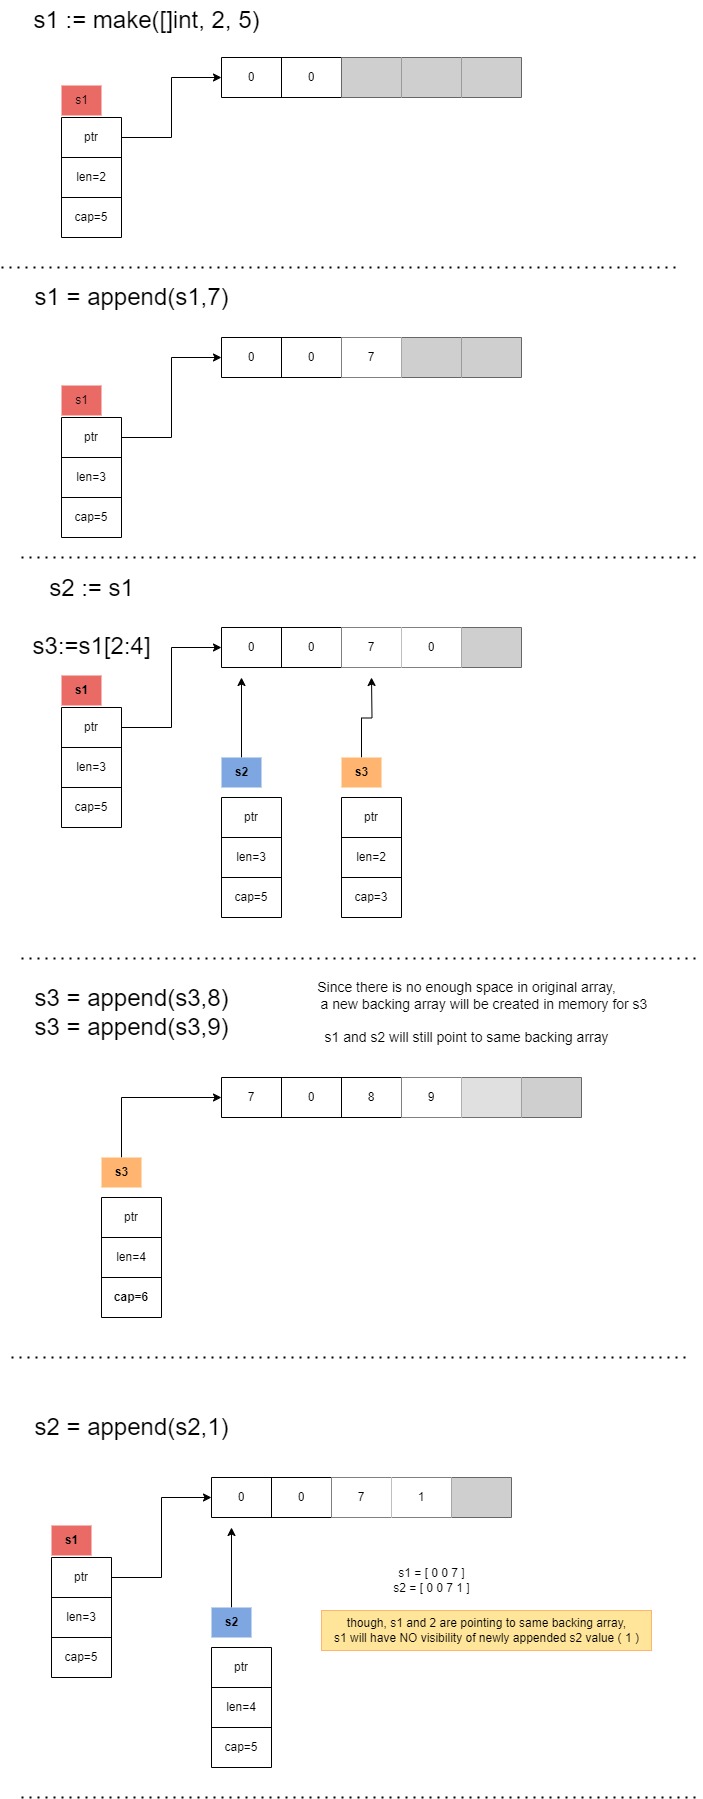 s1 := make([]int, 2, 5)
0 0
s1
ptr
len=2
cap=5
s1 = append(s1,7)
0 0 7
s1
ptr
len=3
cap=5
s2 := s1
s3:=s1[2:4]
0 0 7 0
s1
ptr
len=3
cap=5
s2
ptr
len=3
cap=5
s3
ptr
len=2
cap=3
s3 = append(s3,8)
s3 = append(s3,9)
Since there is no enough space in original array,
a new backing array will be created in memory for s3
s1 and s2 will still point to same backing array
7 0 8 9
s3
ptr
len=4
cap=6
s2 = append(s2,1)
0 0 7 1
s1
ptr
len=3
cap=5
s2
ptr
len=4
cap=5
s1 = [ 0 0 7 ]
s2 = [ 0 0 7 1 ]
though, s1 and 2 are pointing to same backing array,
s1 will have NO visibility of newly appended s2 value ( 1 )